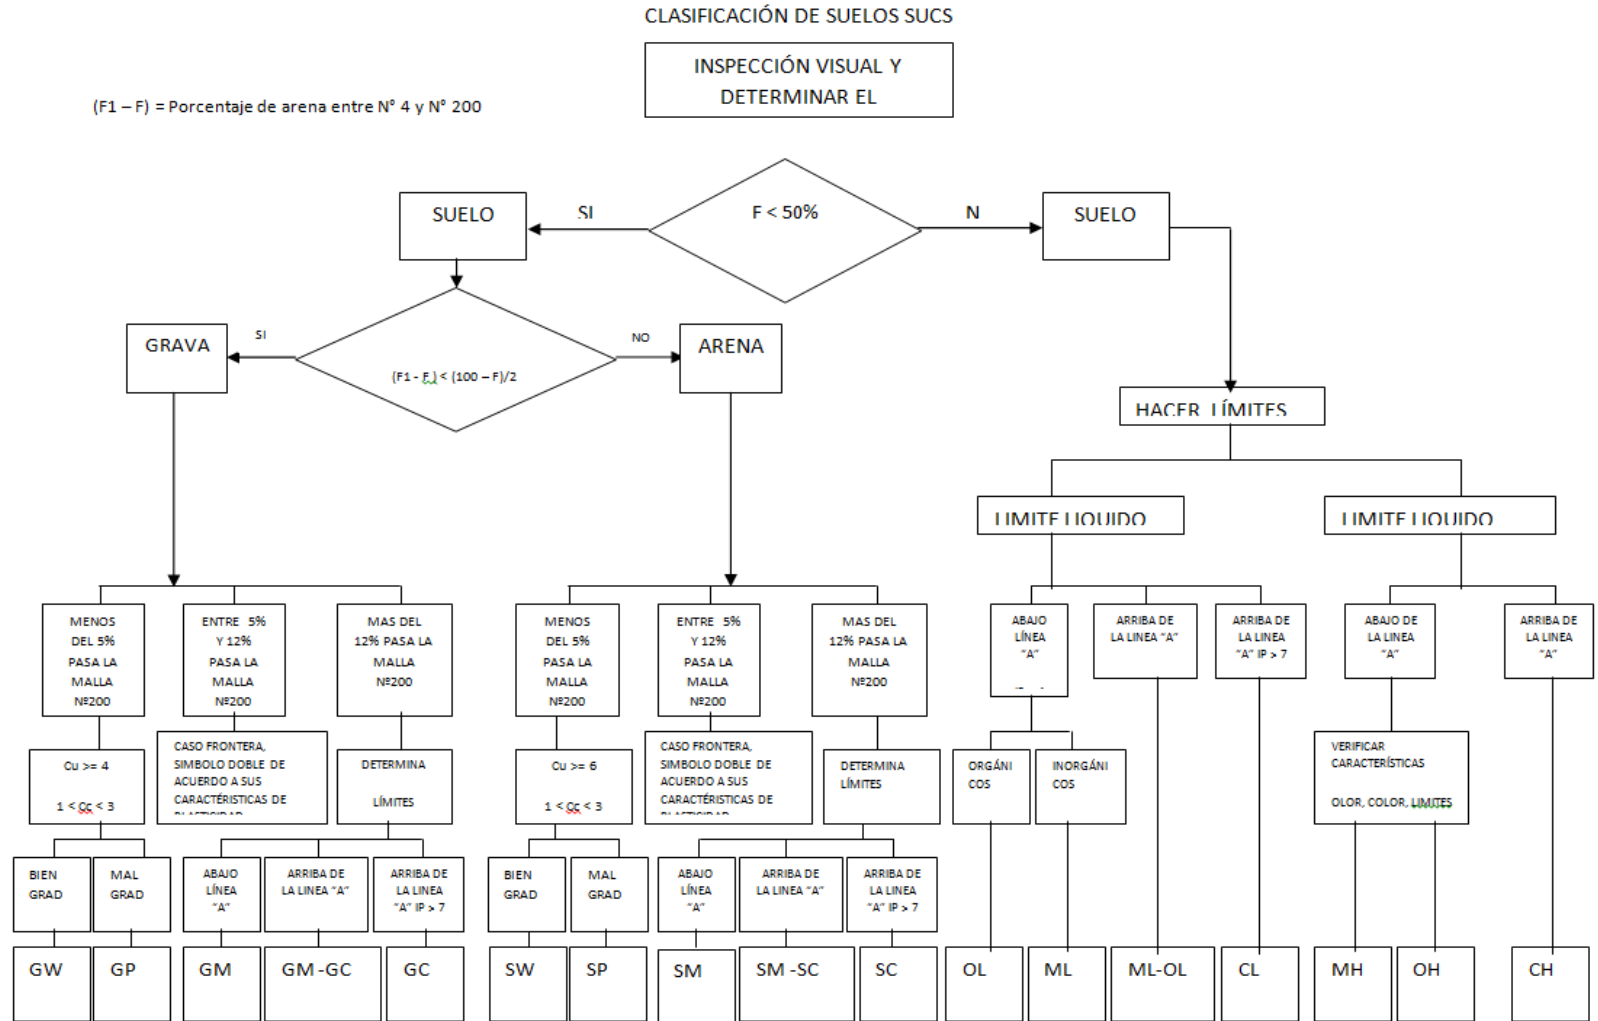 CLASIFICACIÓN DE SUELOS SUCS
INSPECCIÓN VISUAL Y
DETERMINAR EL
(F1 – F) = Porcentaje de arena entre N° 4 y N° 200
SUELO
SI
F < 50%
N
SUELO
GRAVA
SI
(F1 - F ) < (100 – F)/2
NO
ARENA
HACER LÍMITES
LIMITE LIQUIDO
LIMITE LIQUIDO
MENOS
DEL 5%
PASA LA
MALLA
Nº200
ENTRE 5%
Y 12%
PASA LA
MALLA
Nº200
MAS DEL
12% PASA LA
MALLA
Nº200
MENOS
DEL 5%
PASA LA
MALLA
Nº200
ENTRE 5%
Y 12%
PASA LA
MALLA
Nº200
MAS DEL
12% PASA LA
MALLA
Nº200
ABAJO
LÍNEA
“A”
ARRIBA DE
LA LINEA “A”
ARRIBA DE
LA LINEA
“A” IP > 7
ABAJO DE
LA LINEA
“A”
ARRIBA DE
LA LINEA
“A”
Cu >= 4
1 < Cc < 3
CASO FRONTERA,
SIMBOLO DOBLE DE
ACUERDO A SUS
CARACTÉRISTICAS DE
PLASTICIDAD
DETERMINA
LÍMITES
Cu >= 6
1 < Cc < 3
CASO FRONTERA,
SIMBOLO DOBLE DE
ACUERDO A SUS
CARACTÉRISTICAS DE
PLASTICIDAD
DETERMINA
LÍMITES
ORGÁNI
COS
INORGÁNI
COS
VERIFICAR
CARACTERÍSTICAS
OLOR, COLOR, LIMITES
BIEN
GRAD
MAL
GRAD
ABAJO
LÍNEA
“A”
ARRIBA DE
LA LINEA “A”
ARRIBA DE
LA LINEA
“A” IP > 7
BIEN
GRAD
MAL
GRAD
ABAJO
LÍNEA
“A”
ARRIBA DE
LA LINEA “A”
ARRIBA DE
LA LINEA
“A” IP > 7
GW
GP
GM
GM -GC
GC
SW
SP
SM
SM -SC
SC
OL
ML
ML-OL
CL
MH
OH
CH